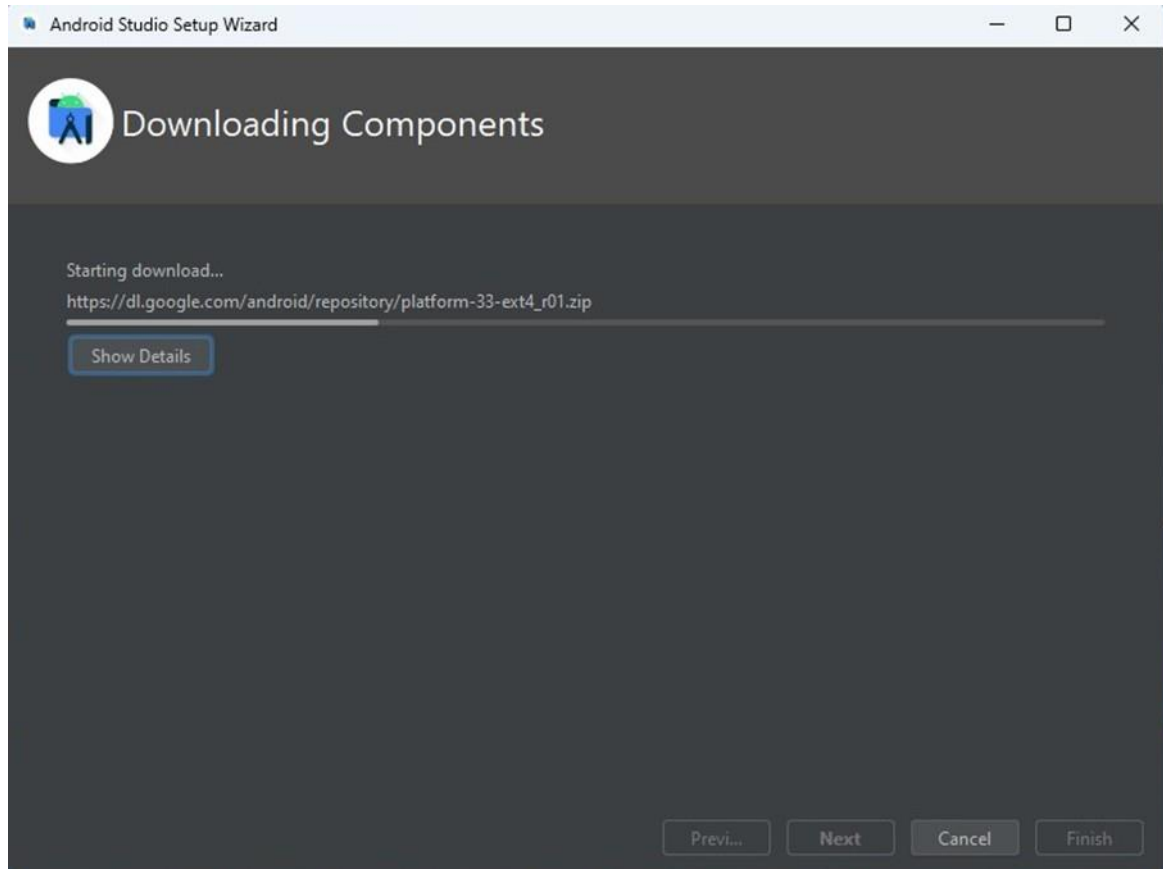 Android Studio Setup Wizard
Downloading Components
Starting download...
https://dl.google.com/android/repository/platform-33-ext4_r01.zip
Show Details
Previ... Next Cancel Finish